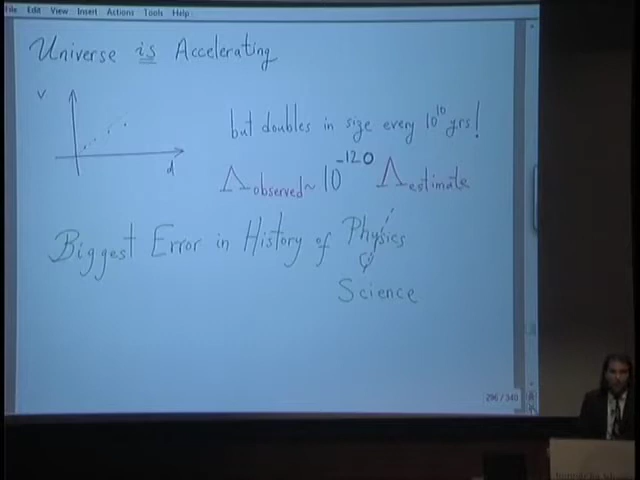 File Edit View Insert Actions Tools Help
Universe is Accelerating
v
d
but doubles in size every 10^10 yrs!
Λobserved ~ 10^-120 Λestimate
Biggest Error in History of Physics
Science
296 / 340